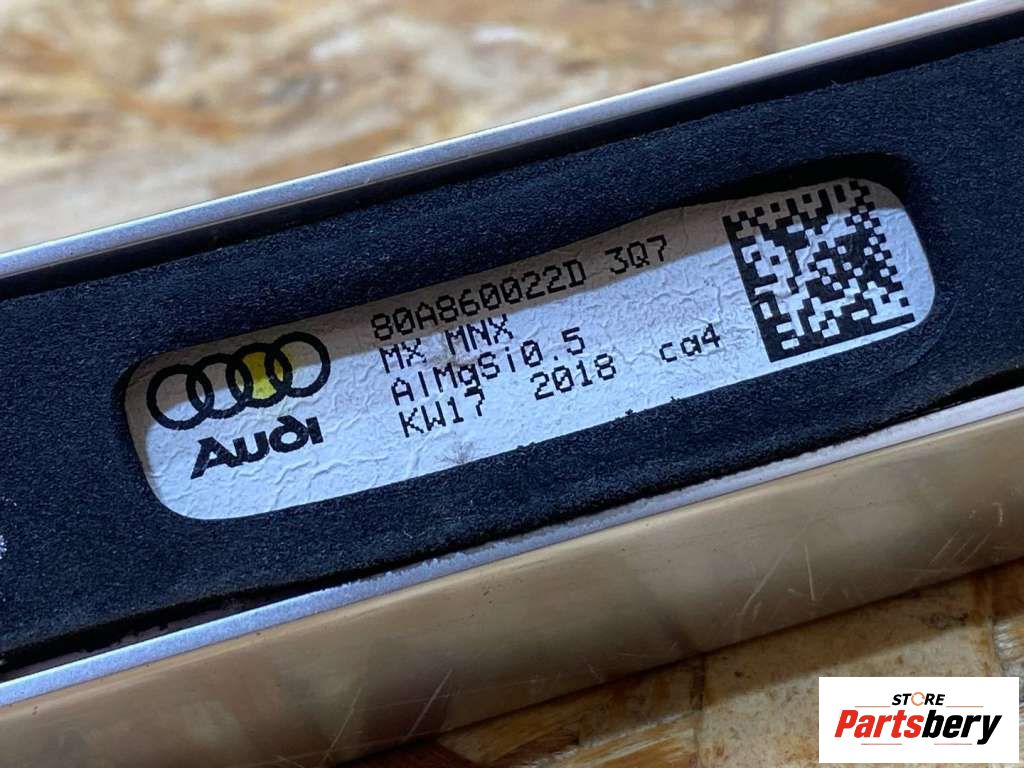 80A860022D 3Q7
MX MNX
AlMgSi0.5
KW17 2018 ca4
AUDI
STORE
Partsbery